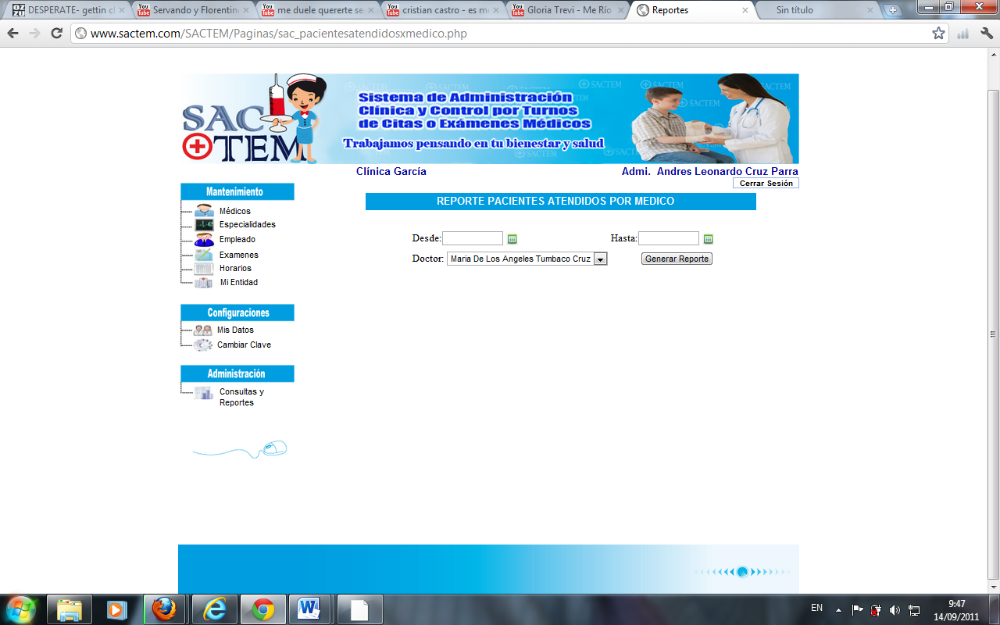 DESPERATE- gettin cl
Servando y Florentin
me duele quererte se
cristian castro - es m
Gloria Trevi - Me Río
Reportes
Sin título
www.sactem.com/SACTEM/Paginas/sac_pacientesatendidosxmedico.php
SAC
TEM
Sistema de Administración
Clínica y Control por Turnos
de Citas o Exámenes Médicos
Trabajamos pensando en tu bienestar y salud
SACTEM
SACTEM
SACTEM
SACTEM
Clínica García
Admi. Andres Leonardo Cruz Parra
Cerrar Sesión
Mantenimiento
Médicos
Especialidades
Empleado
Examenes
Horarios
Mi Entidad
Configuraciones
Mis Datos
Cambiar Clave
Administración
Consultas y
Reportes
REPORTE PACIENTES ATENDIDOS POR MEDICO
Desde:
Hasta:
Doctor: Maria De Los Angeles Tumbaco Cruz
Generar Reporte
EN
9:47
14/09/2011